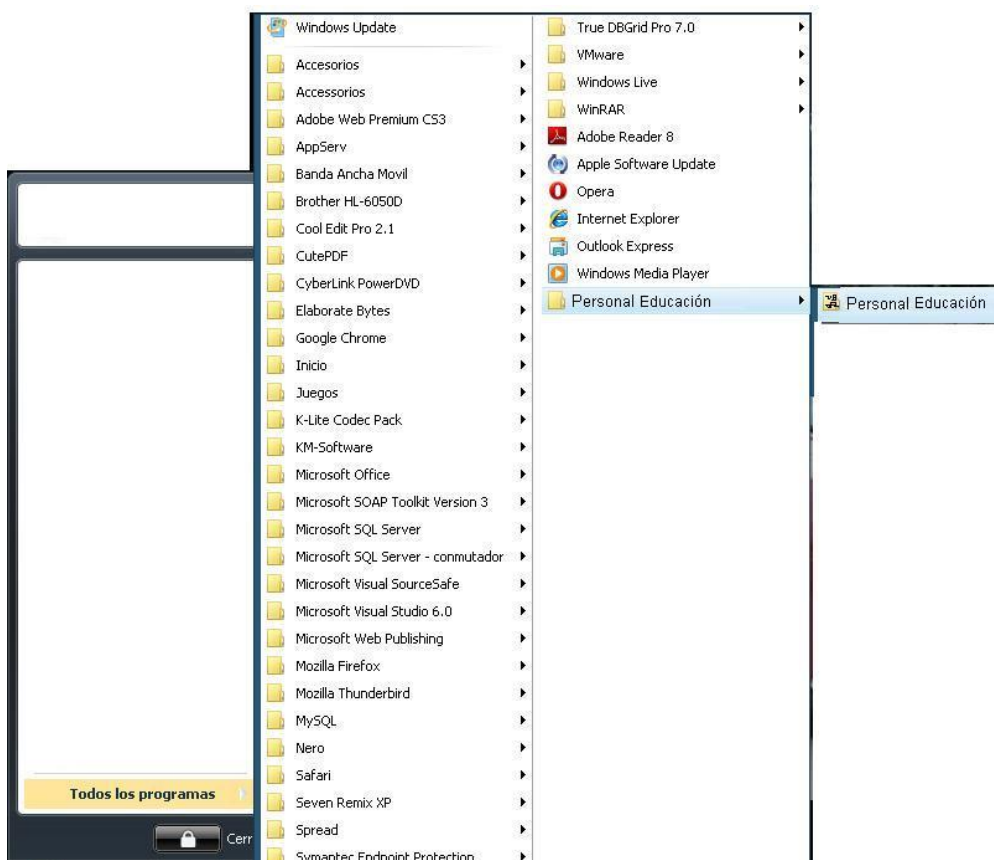 Windows Update
Accesorios
Accessorios
Adobe Web Premium CS3
AppServ
Banda Ancha Movil
Brother HL-6050D
Cool Edit Pro 2.1
CutePDF
CyberLink PowerDVD
Elaborate Bytes
Google Chrome
Inicio
Juegos
K-Lite Codec Pack
KM-Software
Microsoft Office
Microsoft SOAP Toolkit Version 3
Microsoft SQL Server
Microsoft SQL Server - conmutador
Microsoft Visual SourceSafe
Microsoft Visual Studio 6.0
Microsoft Web Publishing
Mozilla Firefox
Mozilla Thunderbird
MySQL
Nero
Safari
Seven Remix XP
Spread
Symantec Endpoint Protection
True DBGrid Pro 7.0
VMware
Windows Live
WinRAR
Adobe Reader 8
Apple Software Update
Opera
Internet Explorer
Outlook Express
Windows Media Player
Personal Educación
Personal Educación
Todos los programas
Cerr